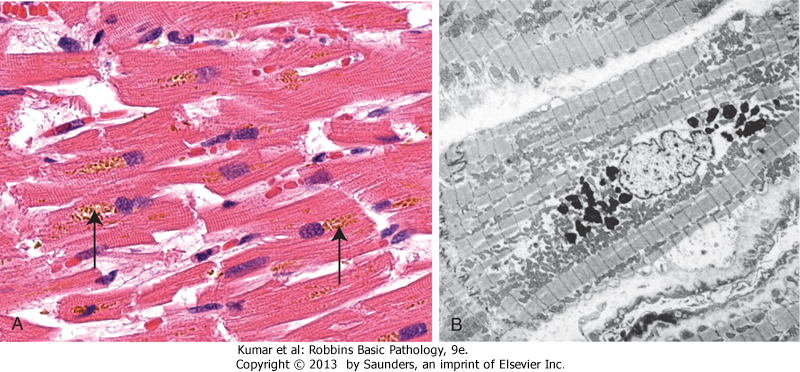 A
B
Kumar et al: Robbins Basic Pathology, 9e.
Copyright © 2013 by Saunders, an imprint of Elsevier Inc.